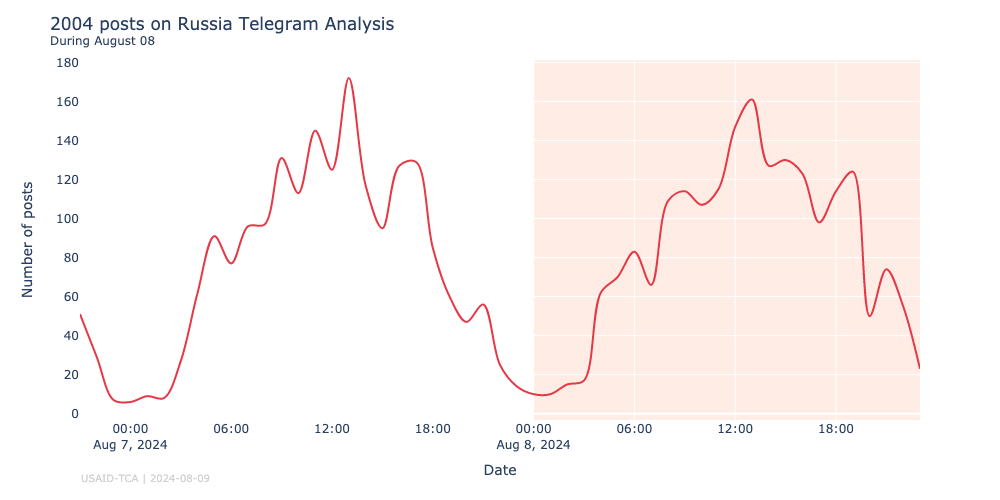 2004 posts on Russia Telegram Analysis
During August 08
Number of posts
180
160
140
120
100
80
60
40
20
0
00:00 06:00 12:00 18:00 00:00 06:00 12:00 18:00
Aug 7, 2024 Aug 8, 2024
Date
USAID-TCA | 2024-08-09